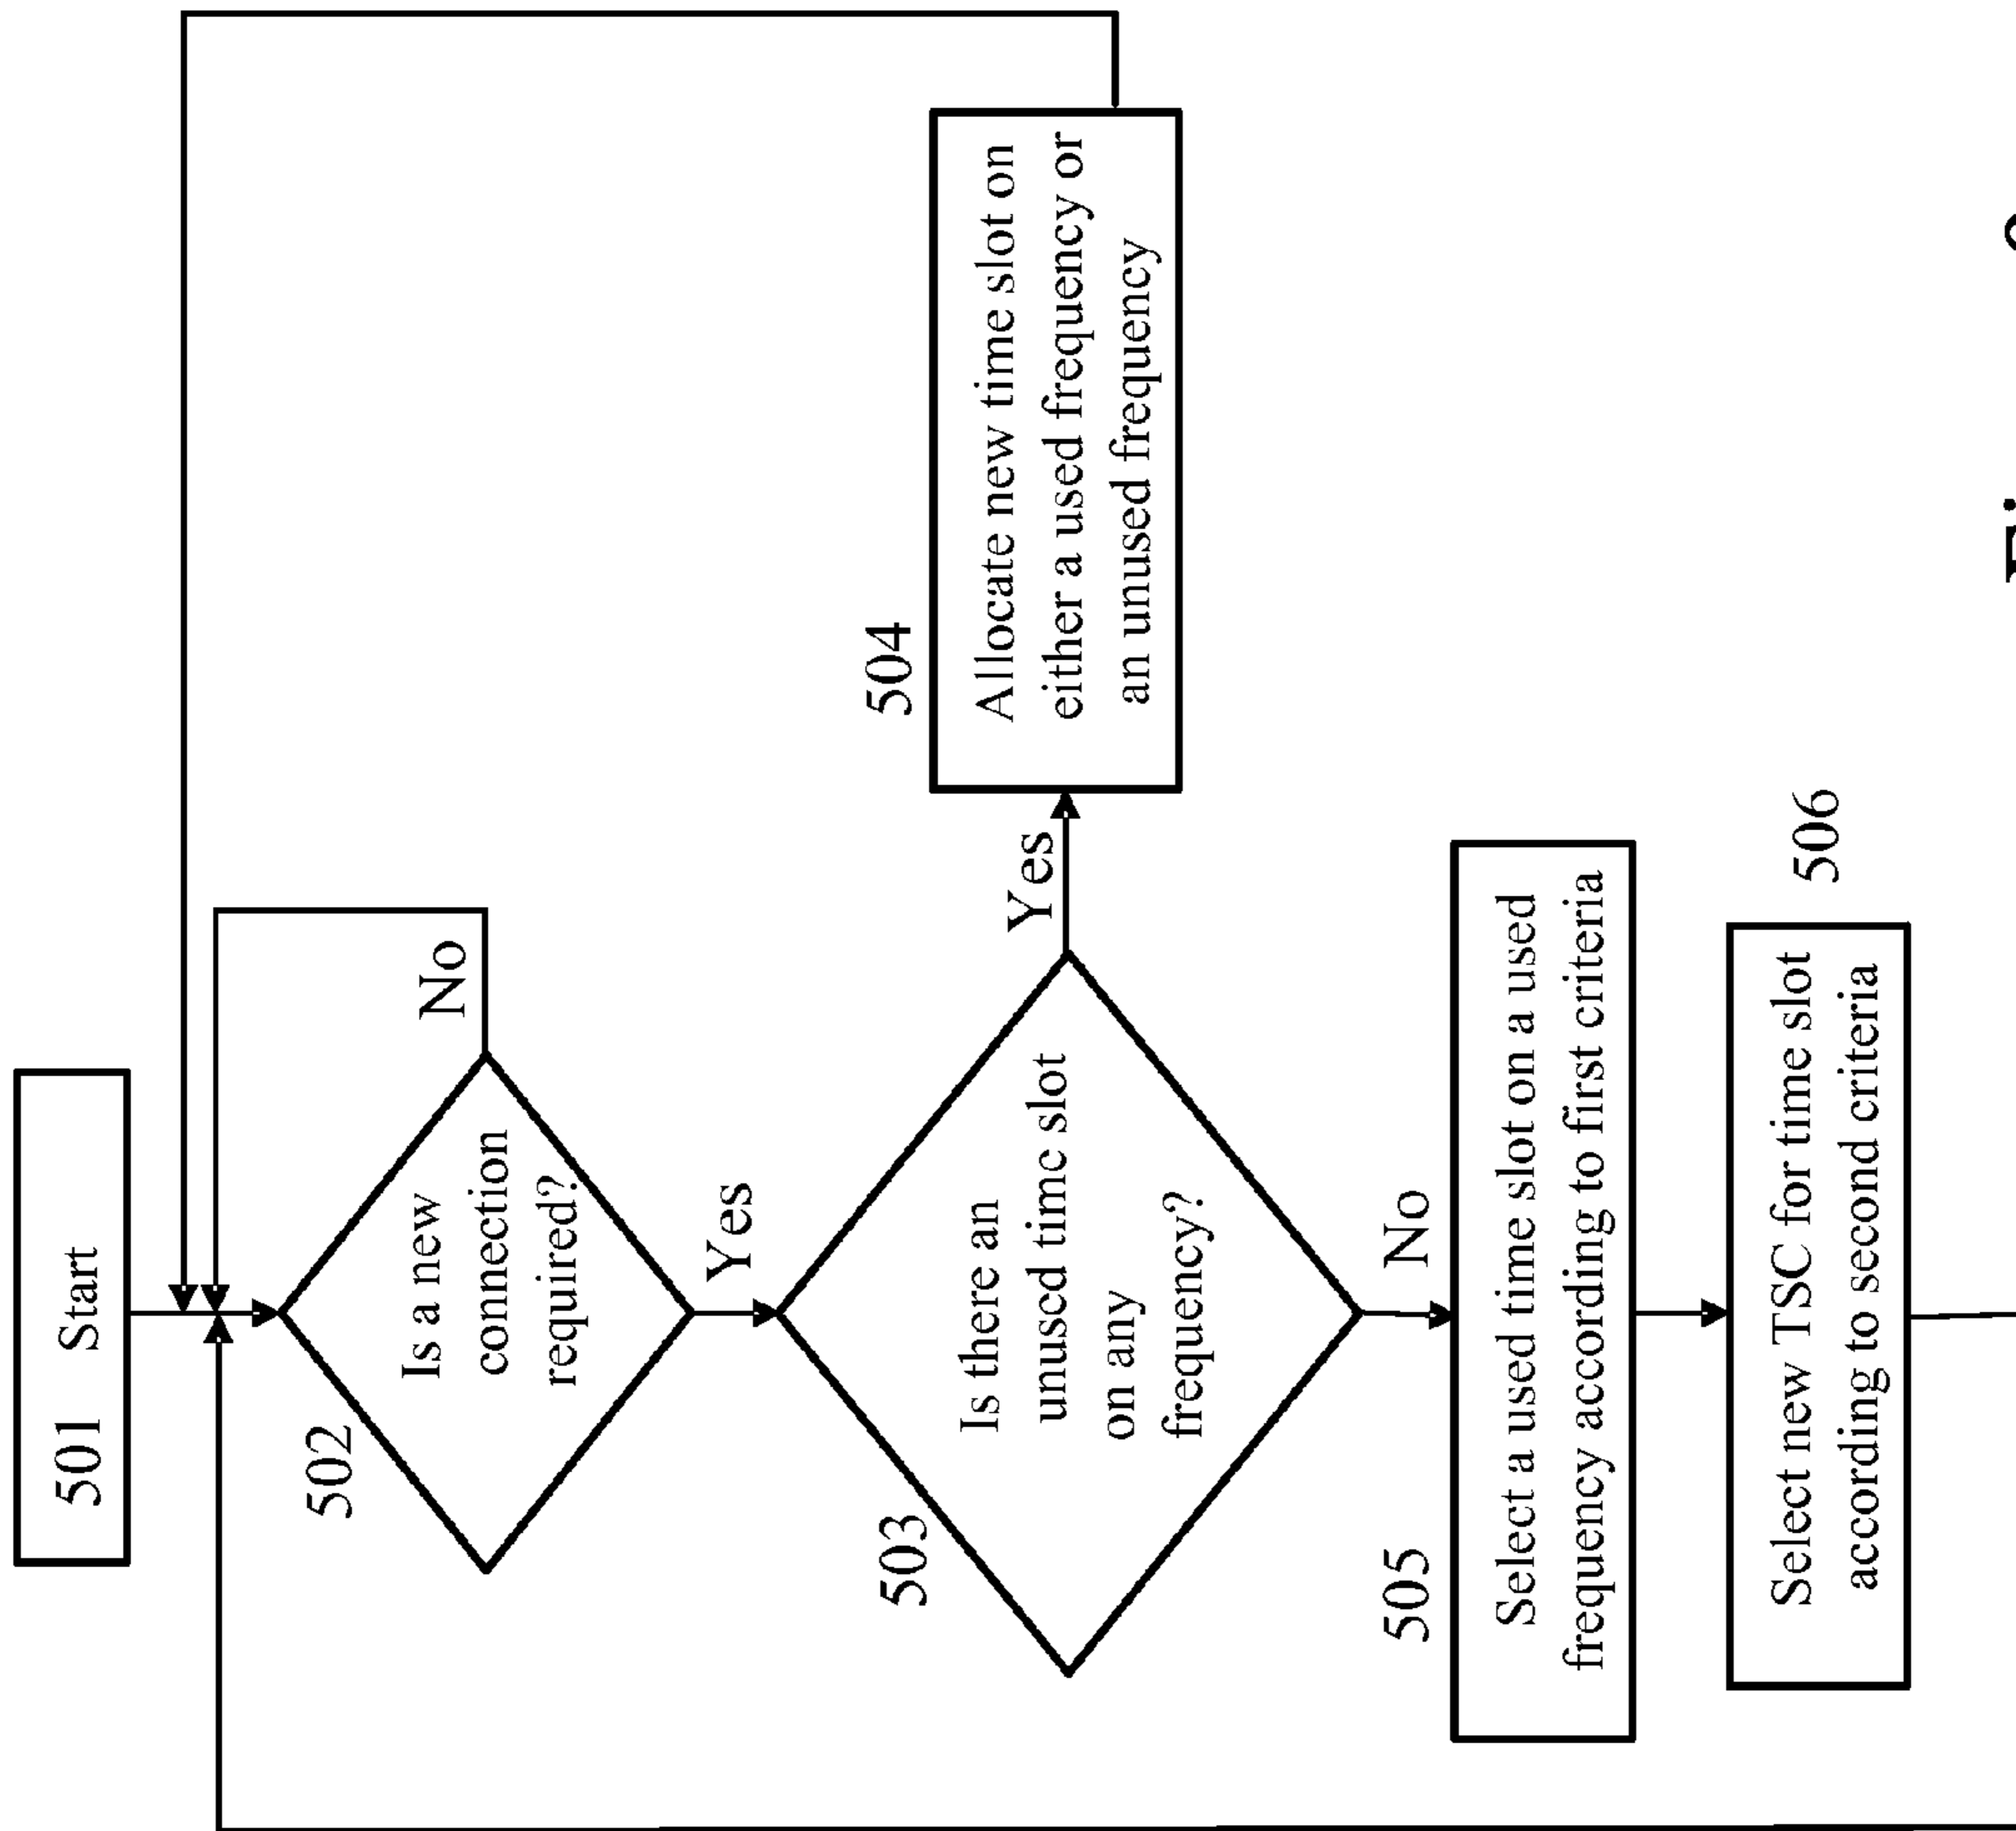 501 Start
502
Is a new
connection
required?
No
Yes
503
Is there an
unused time slot
on any
frequency?
Yes
504
Allocate new time slot on
either a used frequency or
an unused frequency
No
505
Select a used time slot on a used
frequency according to first criteria
506
Select new TSC for time slot
according to second criteria